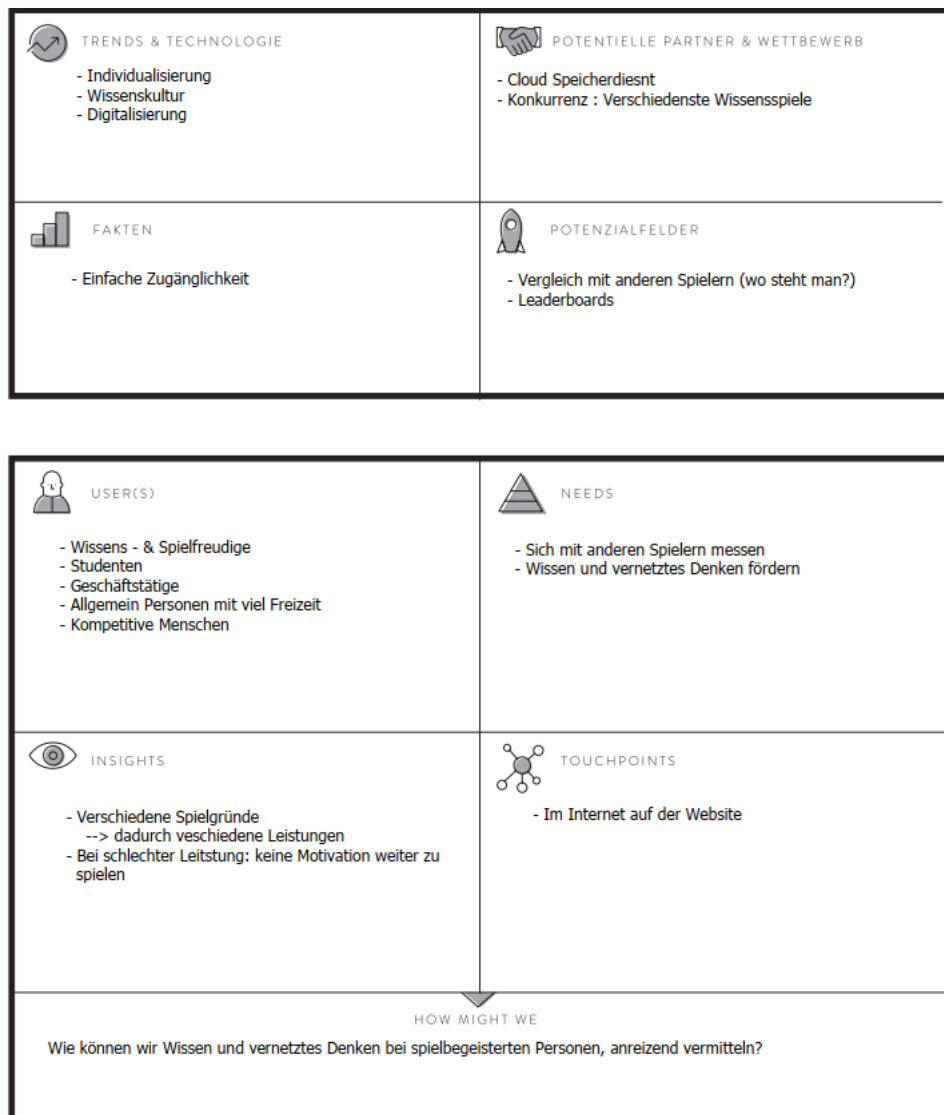 TRENDS & TECHNOLOGIE
- Individualisierung
- Wissenskultur
- Digitalisierung
POTENTIELLE PARTNER & WETTBEWERB
- Cloud Speicherdiesnt
- Konkurrenz : Verschiedenste Wissensspiele
FAKTEN
- Einfache Zugänglichkeit
POTENZIALFELDER
- Vergleich mit anderen Spielern (wo steht man?)
- Leaderboards
USER(S)
- Wissens - & Spielfreudige
- Studenten
- Geschäftstätige
- Allgemein Personen mit viel Freizeit
- Kompetitive Menschen
NEEDS
- Sich mit anderen Spielern messen
- Wissen und vernetztes Denken fördern
INSIGHTS
- Verschiedene Spielgründe
--> dadurch veschiedene Leistungen
- Bei schlechter Leitstung: keine Motivation weiter zu
spielen
TOUCHPOINTS
- Im Internet auf der Website
HOW MIGHT WE
Wie können wir Wissen und vernetztes Denken bei spielbegeisterten Personen, anreizend vermitteln?